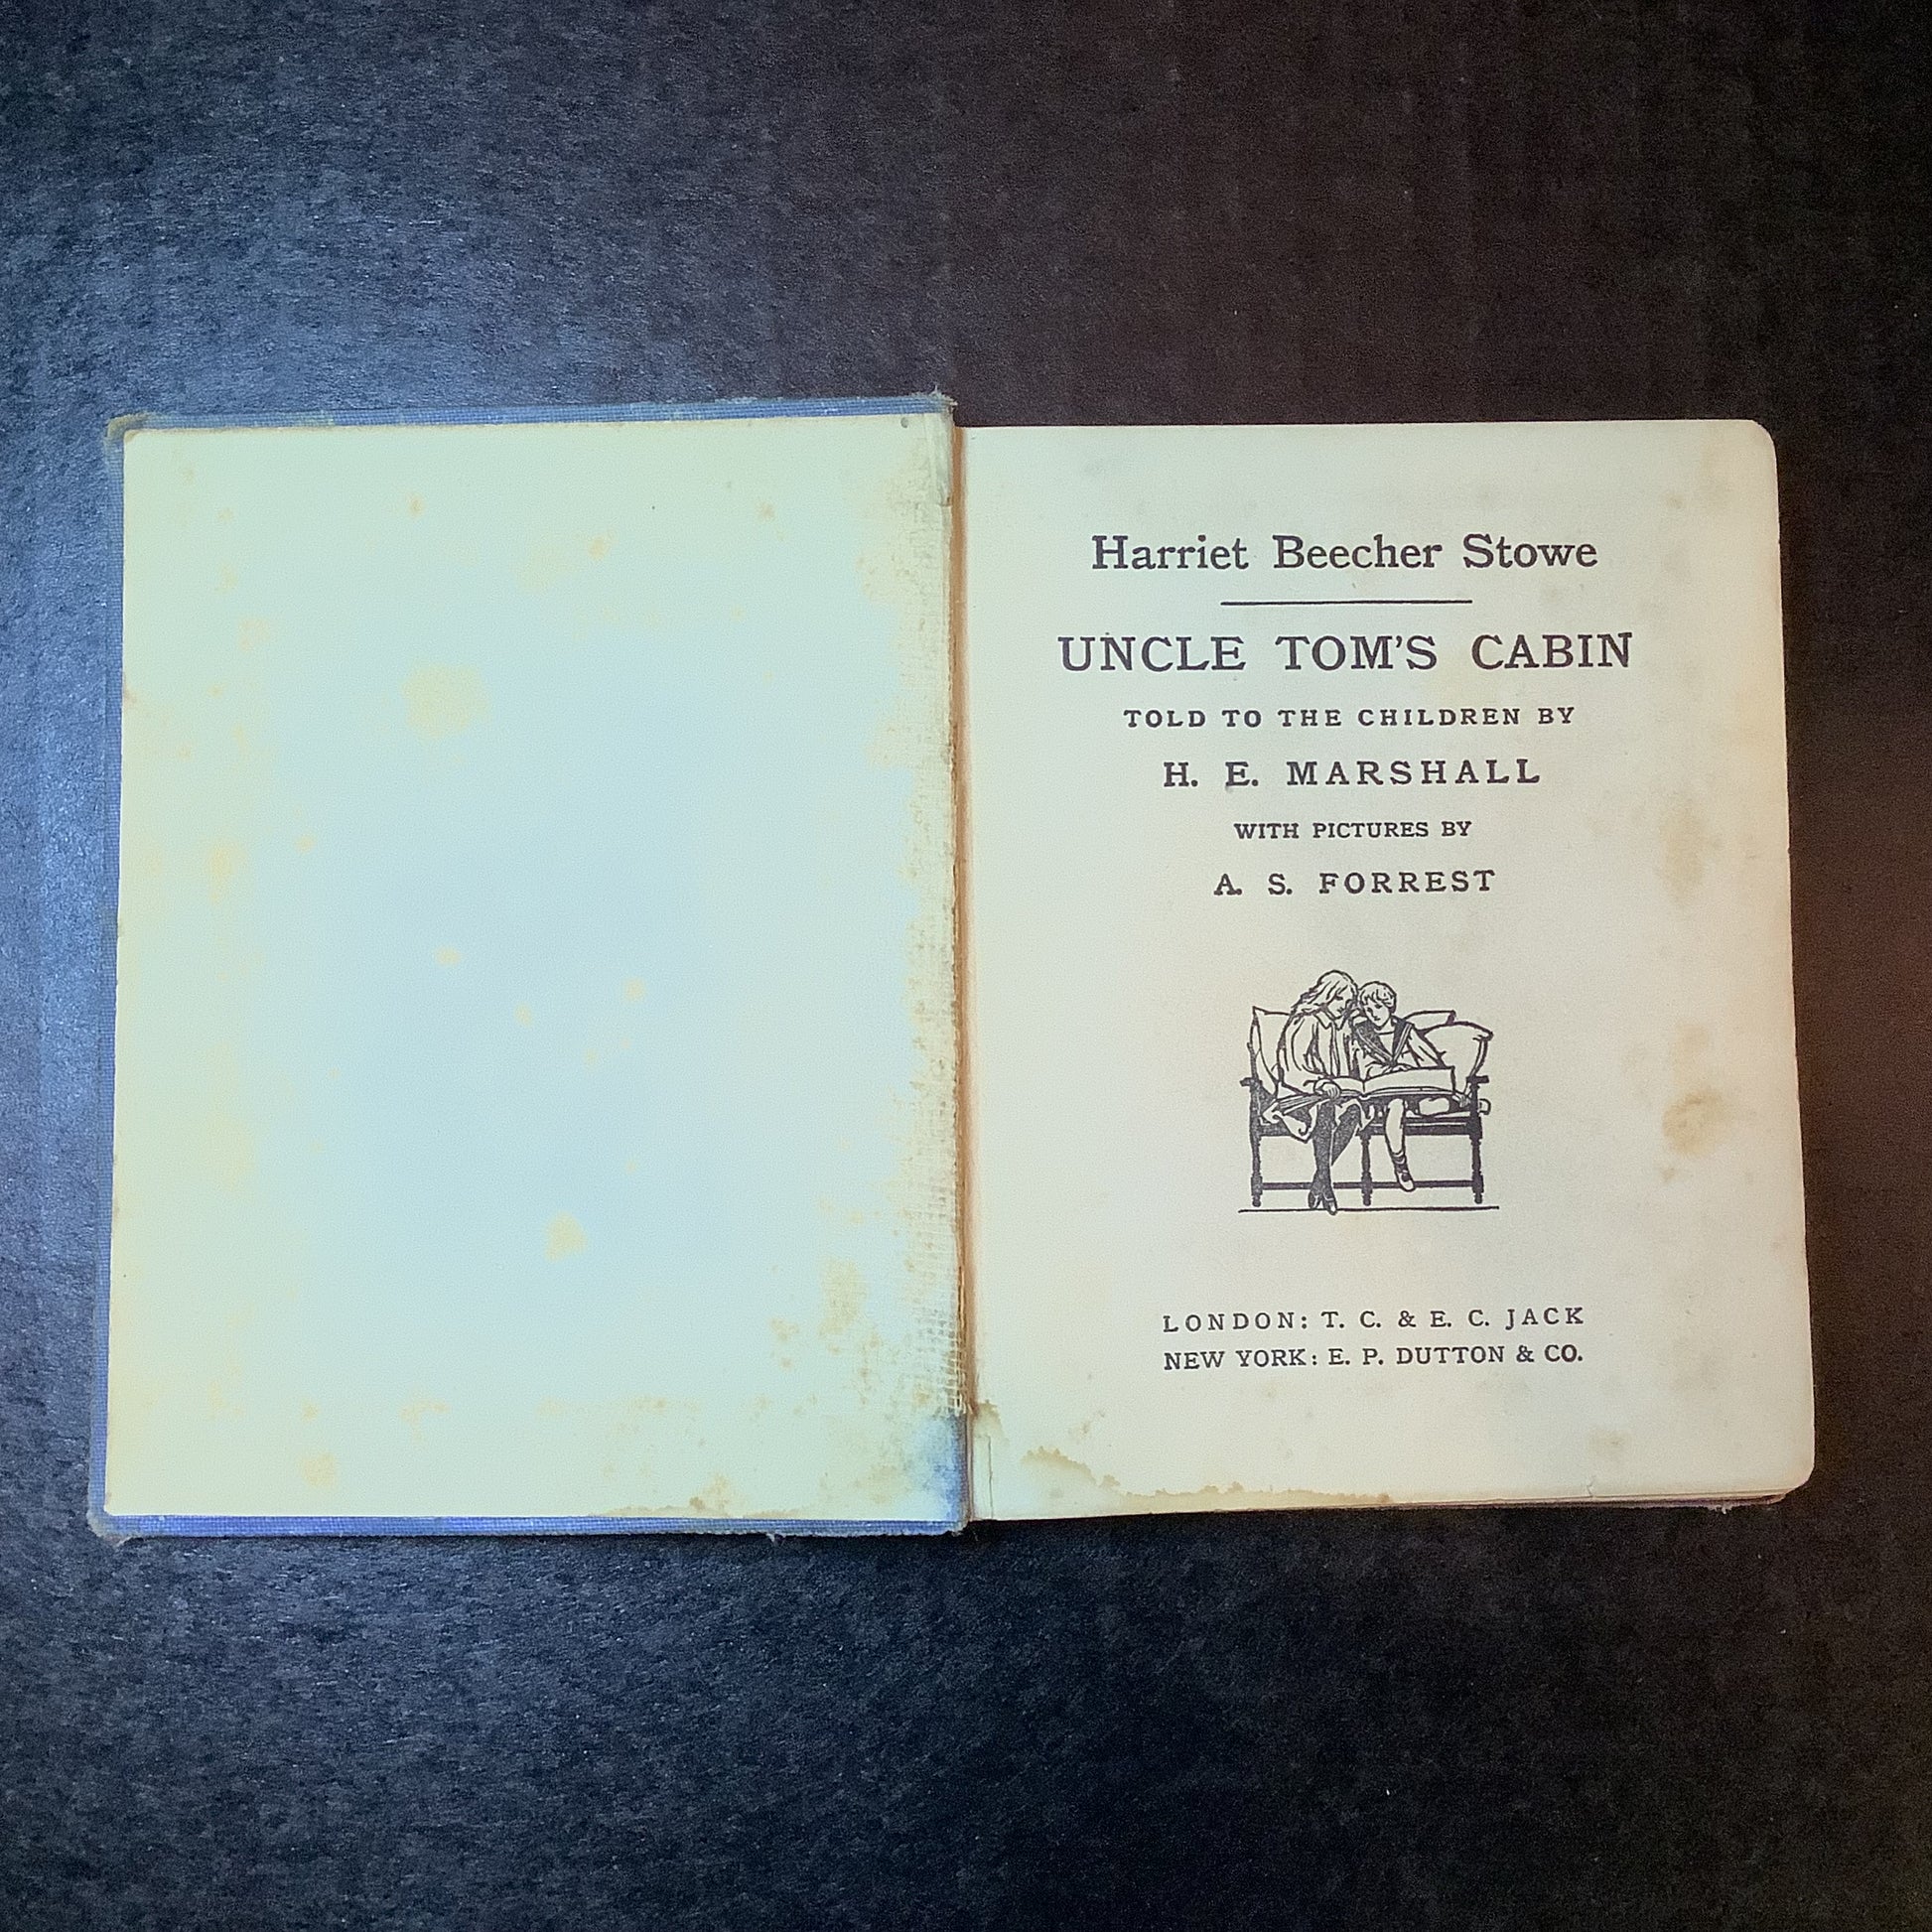 Harriet Beecher Stowe
UNCLE TOM'S CABIN
TOLD TO THE CHILDREN BY
H. E. MARSHALL
WITH PICTURES BY
A. S. FORREST
LONDON: T. C. & E. C. JACK
NEW YORK: E. P. DUTTON & CO.